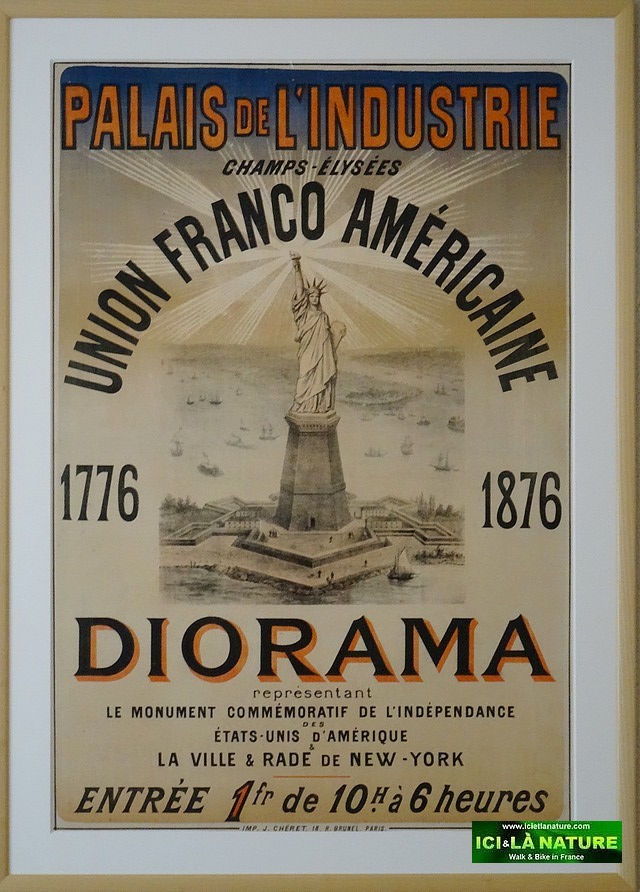 PALAIS DE L'INDUSTRIE
CHAMPS-ÉLYSÉES
UNION FRANCO AMÉRICAINE
1776 1876
DIORAMA
représentant
LE MONUMENT COMMÉMORATIF DE L'INDÉPENDANCE
DES
ÉTATS-UNIS D'AMÉRIQUE
&
LA VILLE & RADE DE NEW-YORK
ENTRÉE 1fr de 10H à 6 heures
IMP. J. CHÉRET, 18, R. BRUNEL, PARIS.
www.icietlanature.com
ICI&LÀ NATURE
Walk & Bike in France